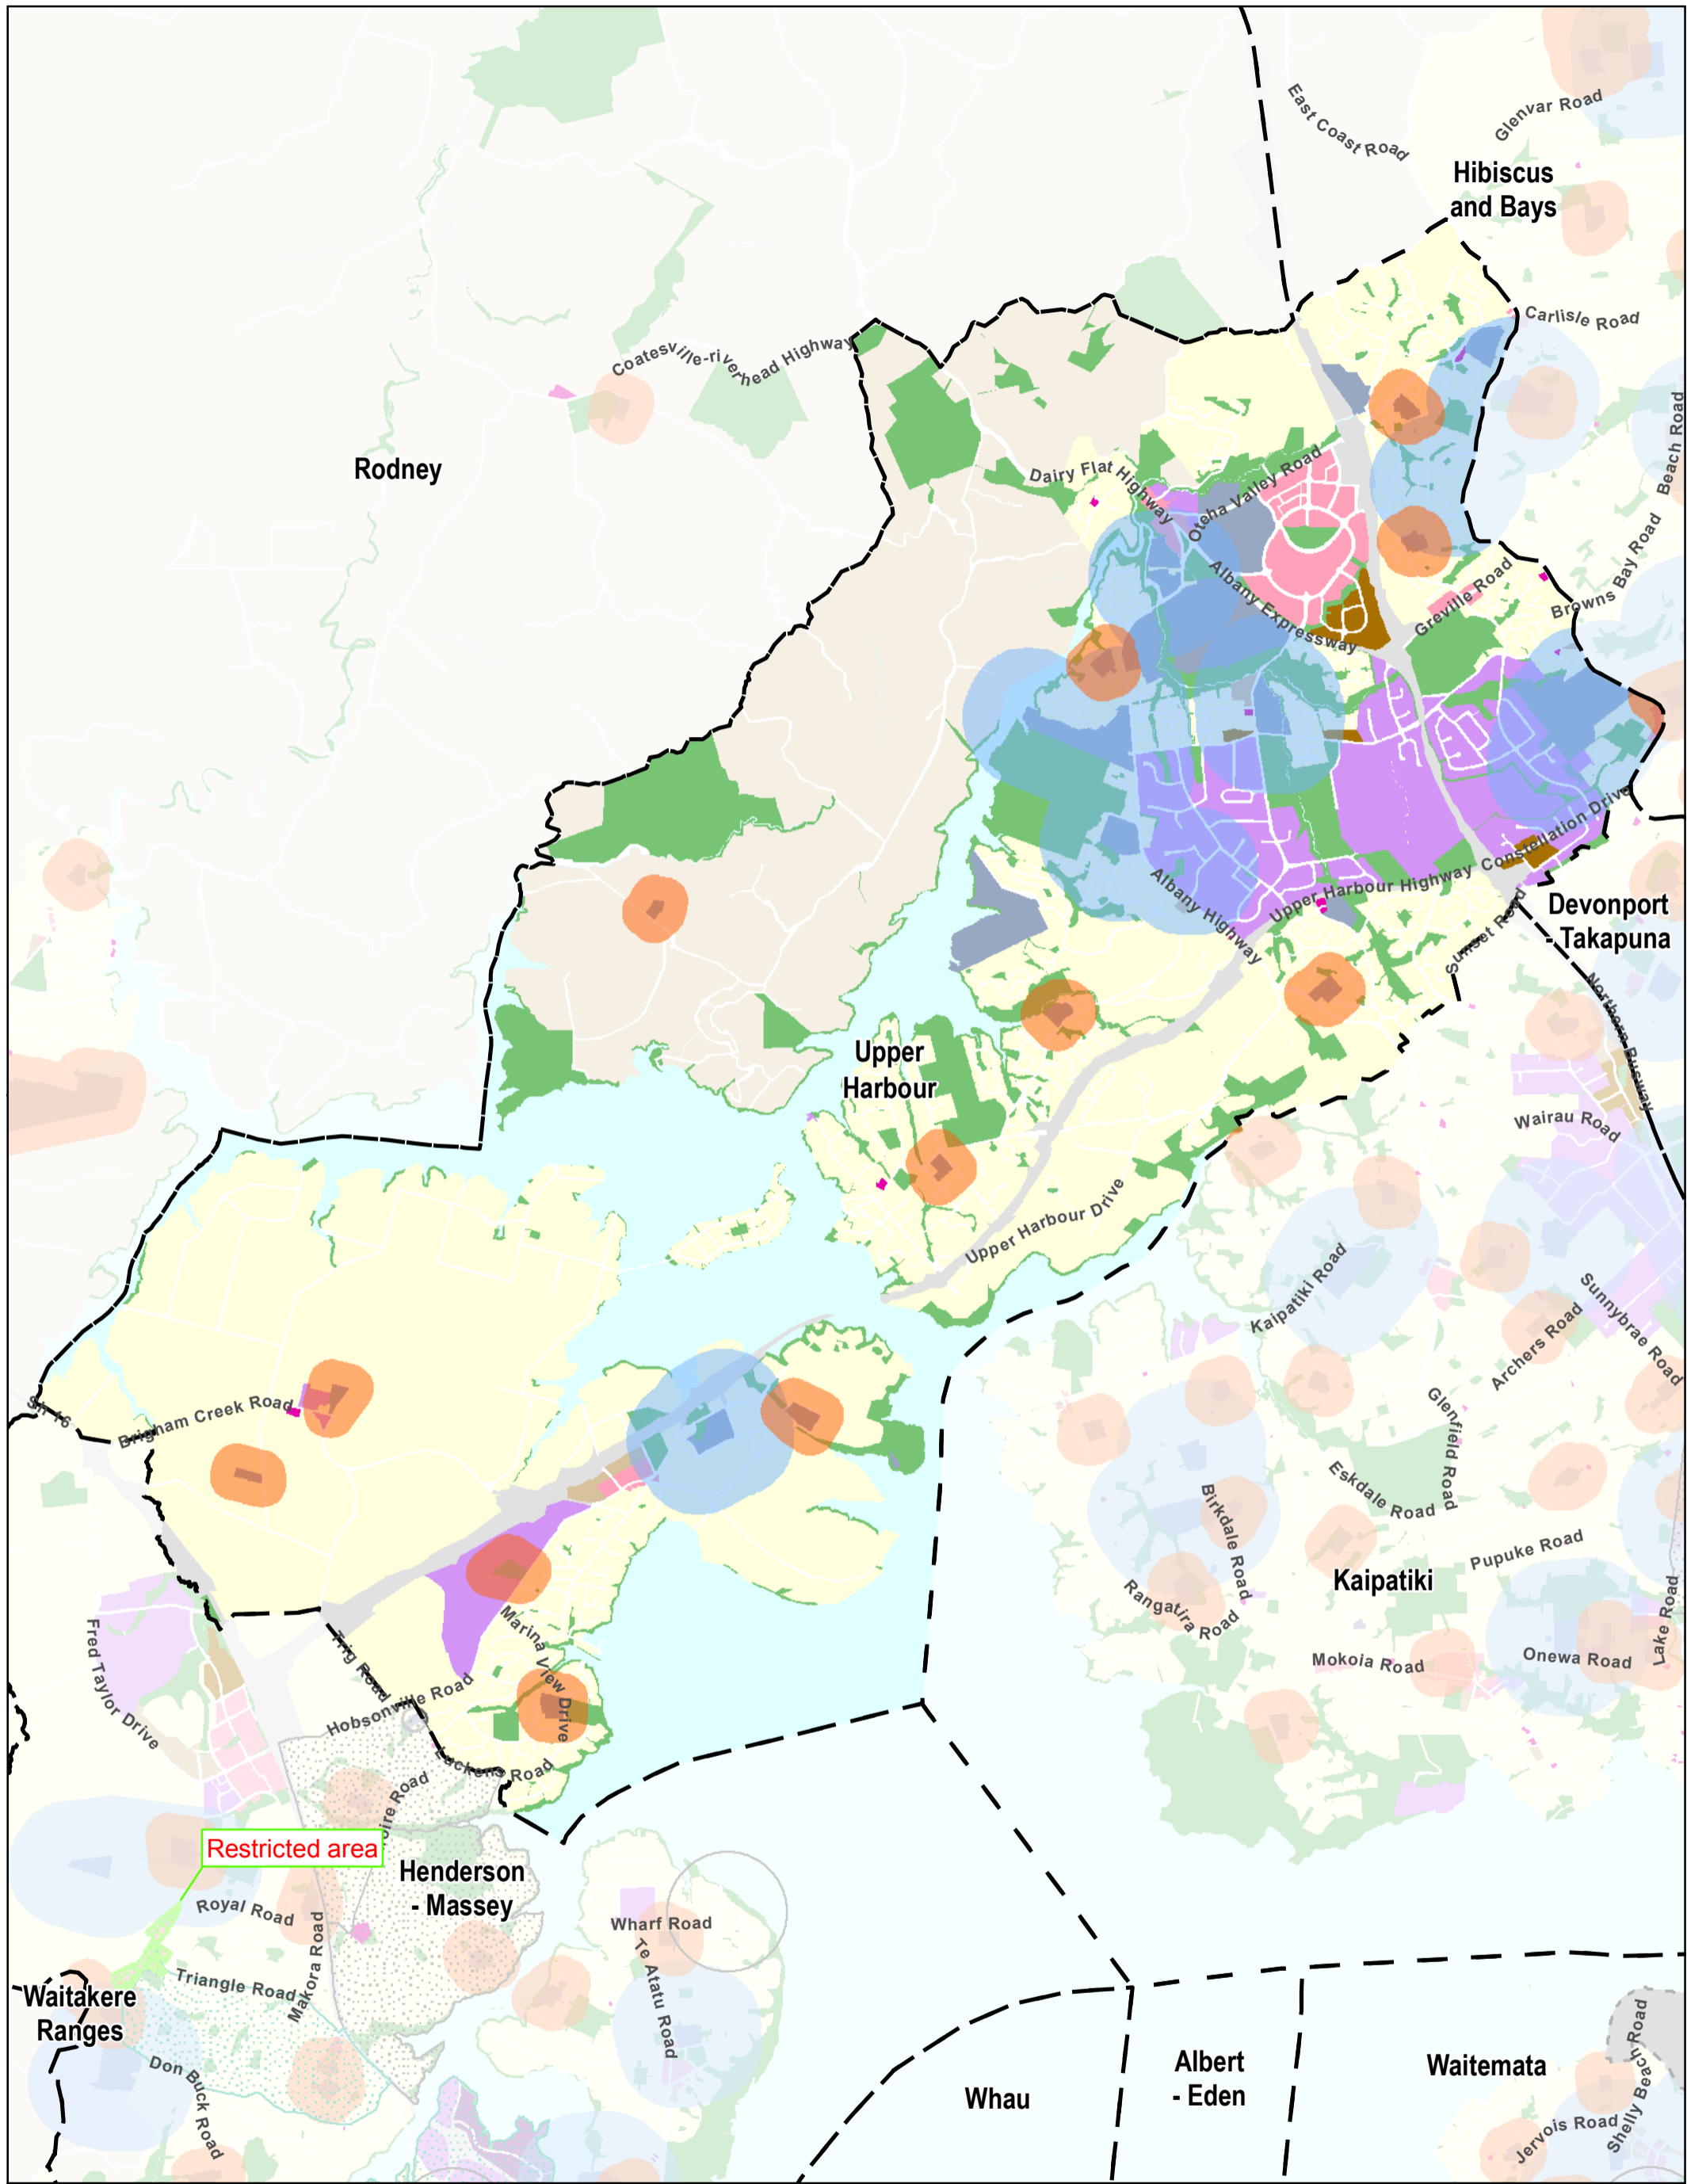 East Coast Road
Glenvar Road
Hibiscus
and Bays
Carlisle Road
Coatesville-riverhead Highway
Beach Road
Rodney
Dairy Flat Highway
Oteha Valley Road
Albany Expressway
Greville Road
Browns Bay Road
Constellation Drive
Upper Harbour Highway
Albany Highway
Sunset Road
Devonport
- Takapuna
Northern Busway
Upper
Harbour
Wairau Road
Upper Harbour Drive
Kaipatiki Road
Sunnybrae Road
Archers Road
Sh 16
Brigham Creek Road
Glenfield Road
Eskdale Road
Birkdale Road
Pupuke Road
Kaipatiki
Rangatira Road
Lake Road
Mokoia Road
Onewa Road
Fred Taylor Drive
Trig Road
Marina View Drive
Hobsonville Road
Luckens Road
Restricted area
Henderson
- Massey
Royal Road
Makora Road
Wharf Road
Te Atatu Road
Triangle Road
Waitakere
Ranges
Don Buck Road
Whau
Albert
- Eden
Waitemata
Shelly Beach Road
Jervois Road